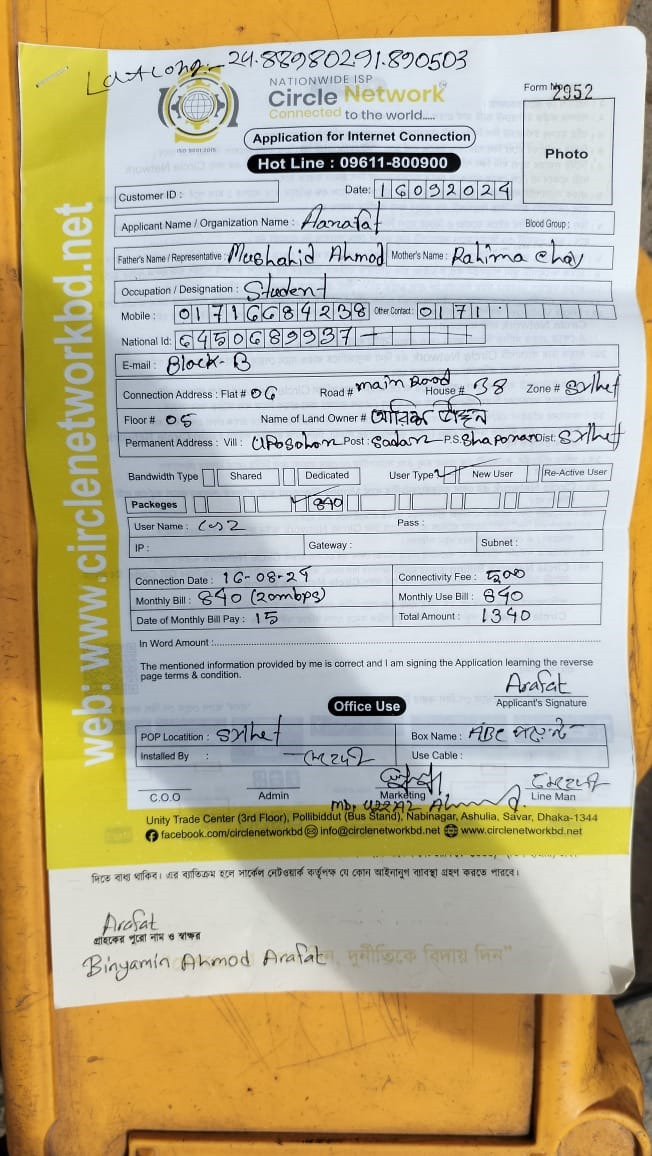 Lat Long:- 24.88980291.890503
NATIONWIDE ISP
Circle Network
Connected to the world.....
ISO 9001:2015
Form No 2952
Application for Internet Connection
Hot Line : 09611-800900
Photo
Customer ID :
Date: 16092024
Applicant Name / Organization Name : Aarafat
Blood Group :
Father's Name / Representative : Mushahid Ahmod Mother's Name : Rahima
Occupation / Designation : Student
Mobile : 01716684238 Other Contact : 0171
National Id: 6450689937
E-mail : Block-B
Connection Address : Flat # 06 Road # main Road House # 38 Zone # Sylhet
Floor # 05 Name of Land Owner #
Permanent Address : Vill : Uposohon Post : Sadar P.S. Shaporan Dist: Sylhet
Bandwidth Type Shared Dedicated User Type New User Re-Active User
Packeges 840
User Name : Pass :
IP : Gateway : Subnet :
Connection Date : 16-08-24 Connectivity Fee : ৫০০
Monthly Bill : 840 (20mbps) Monthly Use Bill : 840
Date of Monthly Bill Pay : 15 Total Amount : 1340
In Word Amount :
The mentioned information provided by me is correct and I am signing the Application learning the reverse
page terms & condition.
Arafat
Applicant's Signature
Office Use
POP Locatition : Sylhet Box Name : ABC
Installed By : Use Cable :
C.O.O Admin Marketing Line Man
Unity Trade Center (3rd Floor), Pollibiddut (Bus Stand), Nabinagar, Ashulia, Savar, Dhaka-1344
facebook.com/circlenetworkbd info@circlenetworkbd.net www.circlenetworkbd.net
web: www.circlenetworkbd.net
দিতে বাধ্য থাকিব। এর ব্যতিক্রম হলে সার্কেল নেটওয়ার্ক কর্তৃপক্ষ যে কোন আইনানুগ ব্যবস্থা গ্রহণ করতে পারবে।
Arafat
গ্রাহকের পুরো নাম ও স্বাক্ষর
Binyamin Ahmod Arafat
দুর্নীতিকে বিদায় দিন"